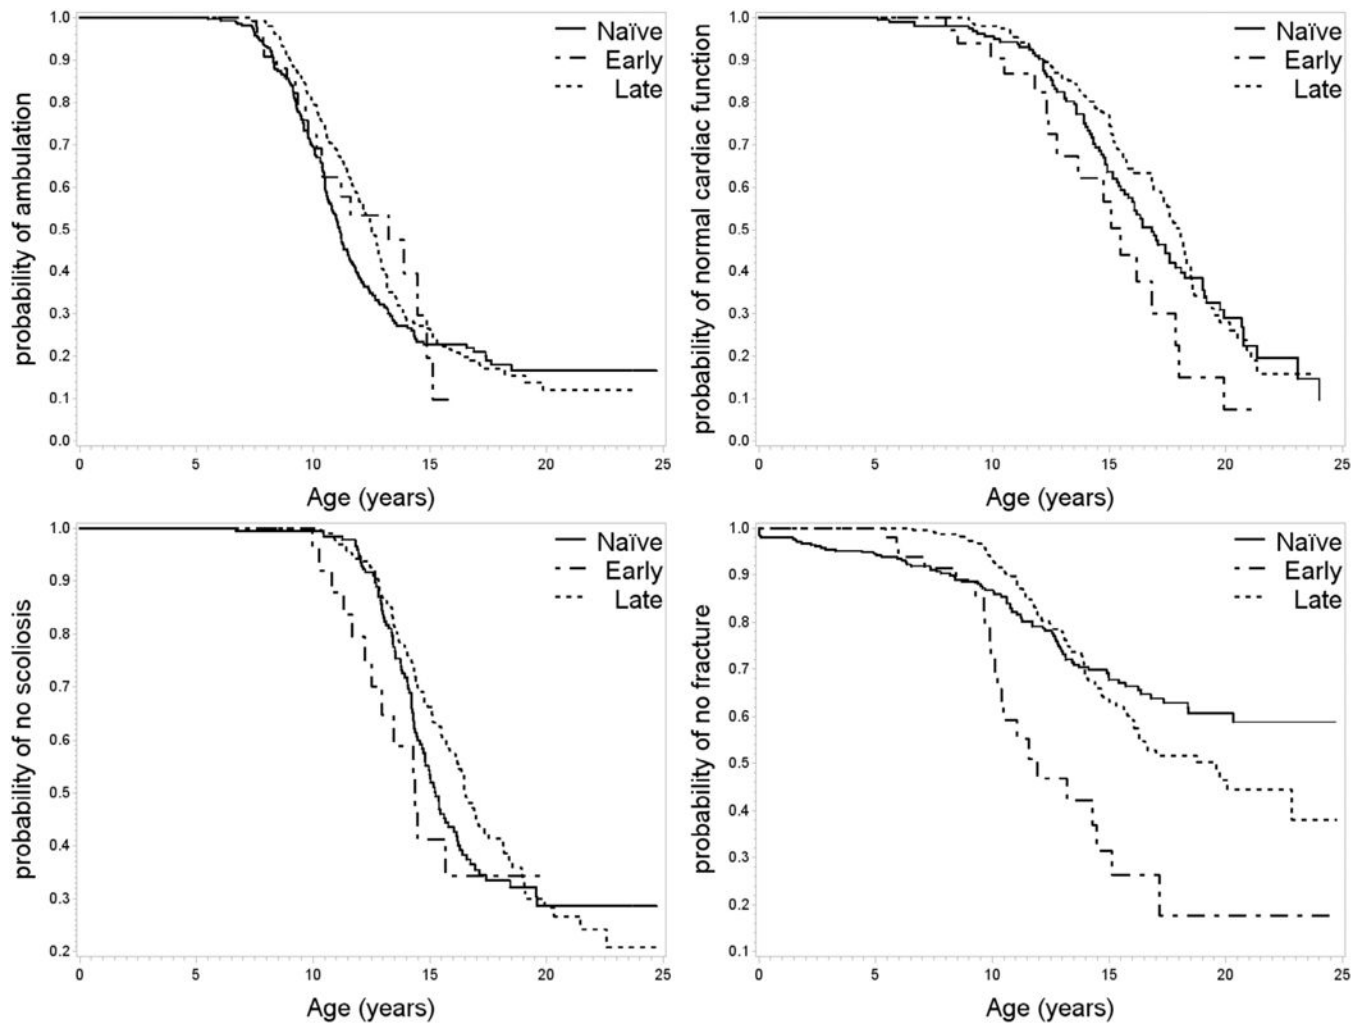 probability of ambulation
1.0
0.9
0.8
0.7
0.6
0.5
0.4
0.3
0.2
0.1
0.0
Naïve
Early
Late
0 5 10 15 20 25
Age (years)
probability of normal cardiac function
1.0
0.9
0.8
0.7
0.6
0.5
0.4
0.3
0.2
0.1
0.0
Naïve
Early
Late
0 5 10 15 20 25
Age (years)
probability of no scoliosis
1.0
0.9
0.8
0.7
0.6
0.5
0.4
0.3
0.2
Naïve
Early
Late
0 5 10 15 20 25
Age (years)
probability of no fracture
1.0
0.9
0.8
0.7
0.6
0.5
0.4
0.3
0.2
0.1
Naïve
Early
Late
0 5 10 15 20 25
Age (years)